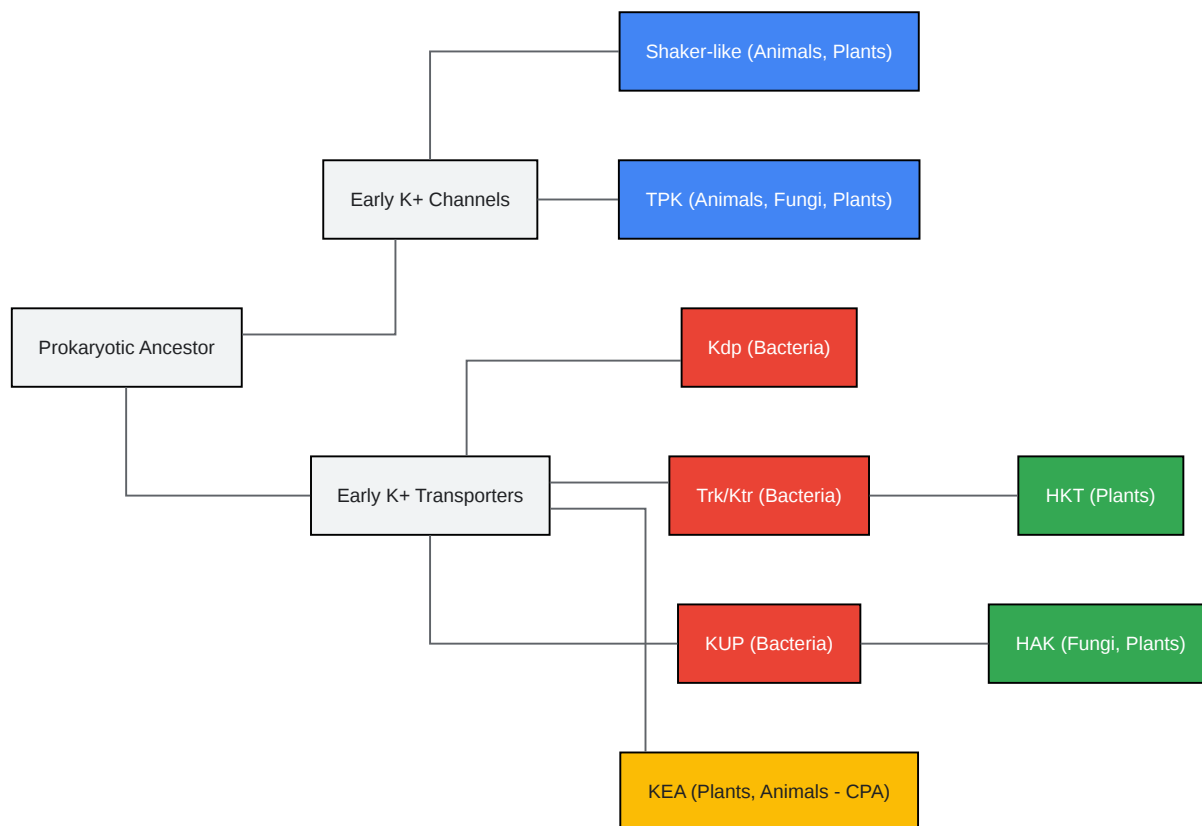 Shaker-like (Animals, Plants)
Early K+ Channels
TPK (Animals, Fungi, Plants)
Prokaryotic Ancestor
Kdp (Bacteria)
Early K+ Transporters
Trk/Ktr (Bacteria)
HKT (Plants)
KUP (Bacteria)
HAK (Fungi, Plants)
KEA (Plants, Animals - CPA)